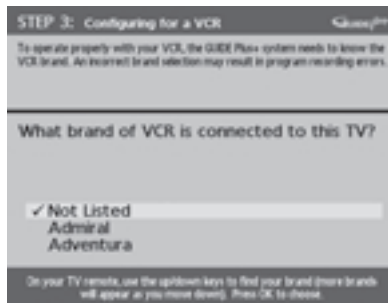 STEP 3: Configuring for a VCR
To operate properly with your VCR, the GUIDE Plus+ system needs to know the
VCR brand. An incorrect brand selection may result in program recording errors.
What brand of VCR is connected to this TV?
✓ Not Listed
Admiral
Adventura
On your TV remote, use the up/down keys to find your brand (more brands
will appear as you move down). Press OK to choose.